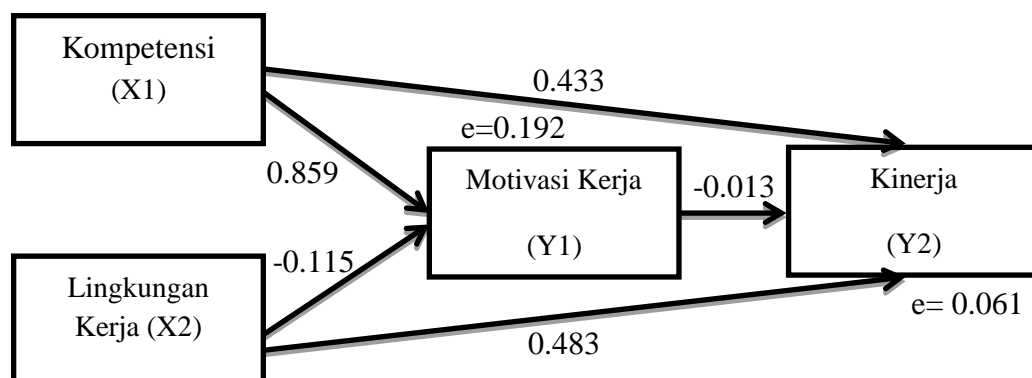 Kompetensi
(X1)
0.433
e=0.192
0.859
Motivasi Kerja
(Y1)
-0.013
Kinerja
(Y2)
-0.115
Lingkungan
Kerja (X2)
0.483
e= 0.061